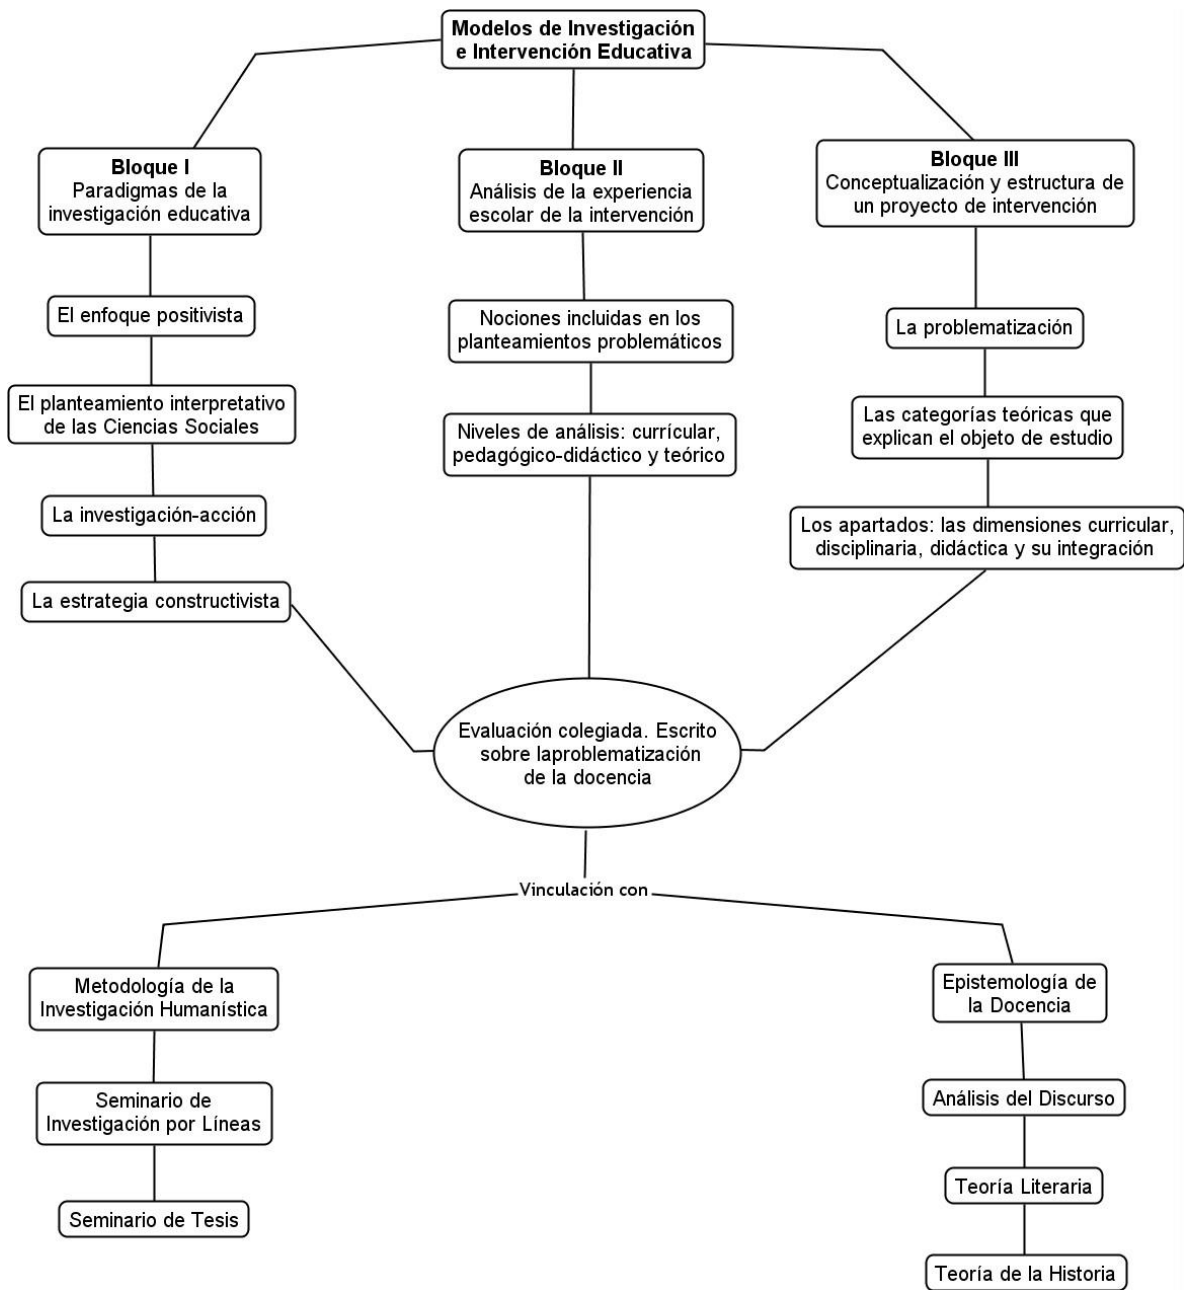 Modelos de Investigación
e Intervención Educativa
Bloque I
Paradigmas de la
investigación educativa
El enfoque positivista
El planteamiento interpretativo
de las Ciencias Sociales
La investigación-acción
La estrategia constructivista
Bloque II
Análisis de la experiencia
escolar de la intervención
Nociones incluidas en los
planteamientos problemáticos
Niveles de análisis: currícular,
pedagógico-didáctico y teórico
Bloque III
Conceptualización y estructura de
un proyecto de intervención
La problematización
Las categorías teóricas que
explican el objeto de estudio
Los apartados: las dimensiones curricular,
disciplinaria, didáctica y su integración
Evaluación colegiada. Escrito
sobre laproblematización
de la docencia
Vinculación con
Metodología de la
Investigación Humanística
Seminario de
Investigación por Líneas
Seminario de Tesis
Epistemología de
la Docencia
Análisis del Discurso
Teoría Literaria
Teoría de la Historia